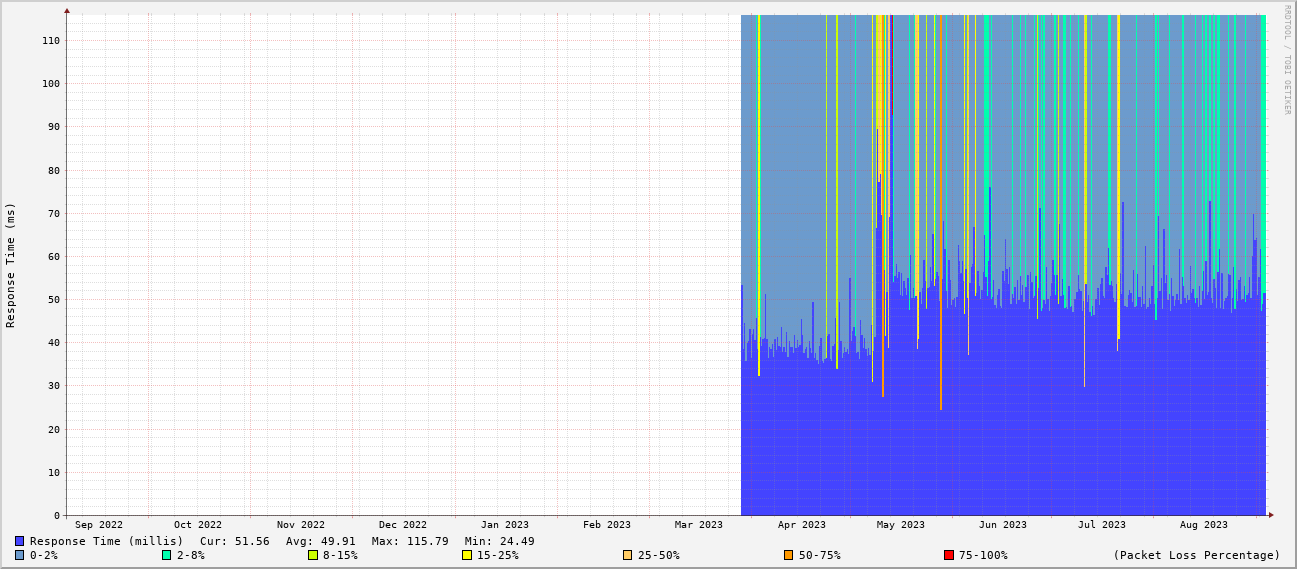 RRDTOOL / TOBI OETIKER
Response Time (ms)
110
100
90
80
70
60
50
40
30
20
10
0
Sep 2022 Oct 2022 Nov 2022 Dec 2022 Jan 2023 Feb 2023 Mar 2023 Apr 2023 May 2023 Jun 2023 Jul 2023 Aug 2023
Response Time (millis) Cur: 51.56 Avg: 49.91 Max: 115.79 Min: 24.49
0-2% 2-8% 8-15% 15-25% 25-50% 50-75% 75-100% (Packet Loss Percentage)